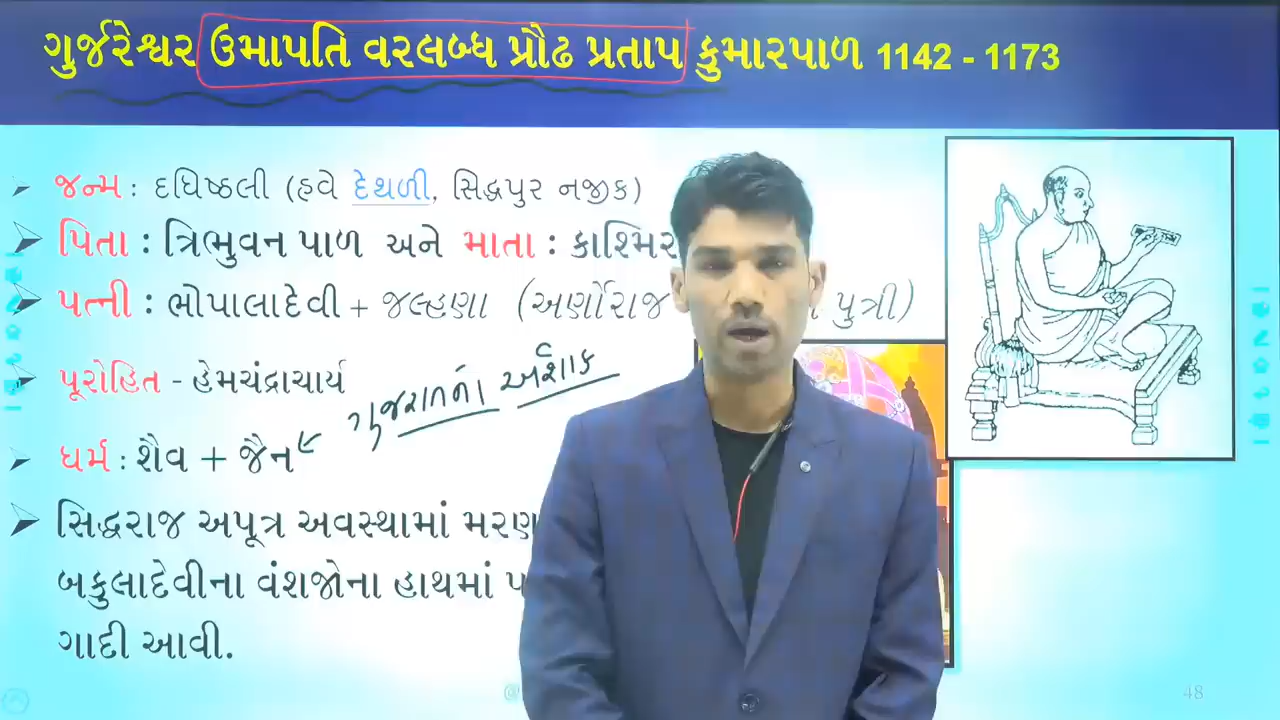 ગુર્જરેશ્વર ઉમાપતિ વરલબ્ધ પ્રૌઢ પ્રતાપ કુમારપાળ 1142 - 1173
જન્મ : દધિષ્ઠલી (હવે દેથળી, સિદ્ધપુર નજીક)
પિતા : ત્રિભુવન પાળ અને માતા : કાશ્મિર
પત્ની : ભોપાલાદેવી + જલ્હણા (અર્ણોરાજ પુત્રી)
પૂરોહિત - હેમચંદ્રાચાર્ય
ગુજરાતનો અશોક
ધર્મ : શૈવ + જૈન
સિદ્ધરાજ અપૂત્ર અવસ્થામાં મરણ
બકુલાદેવીના વંશજોના હાથમાં
ગાદી આવી.
48